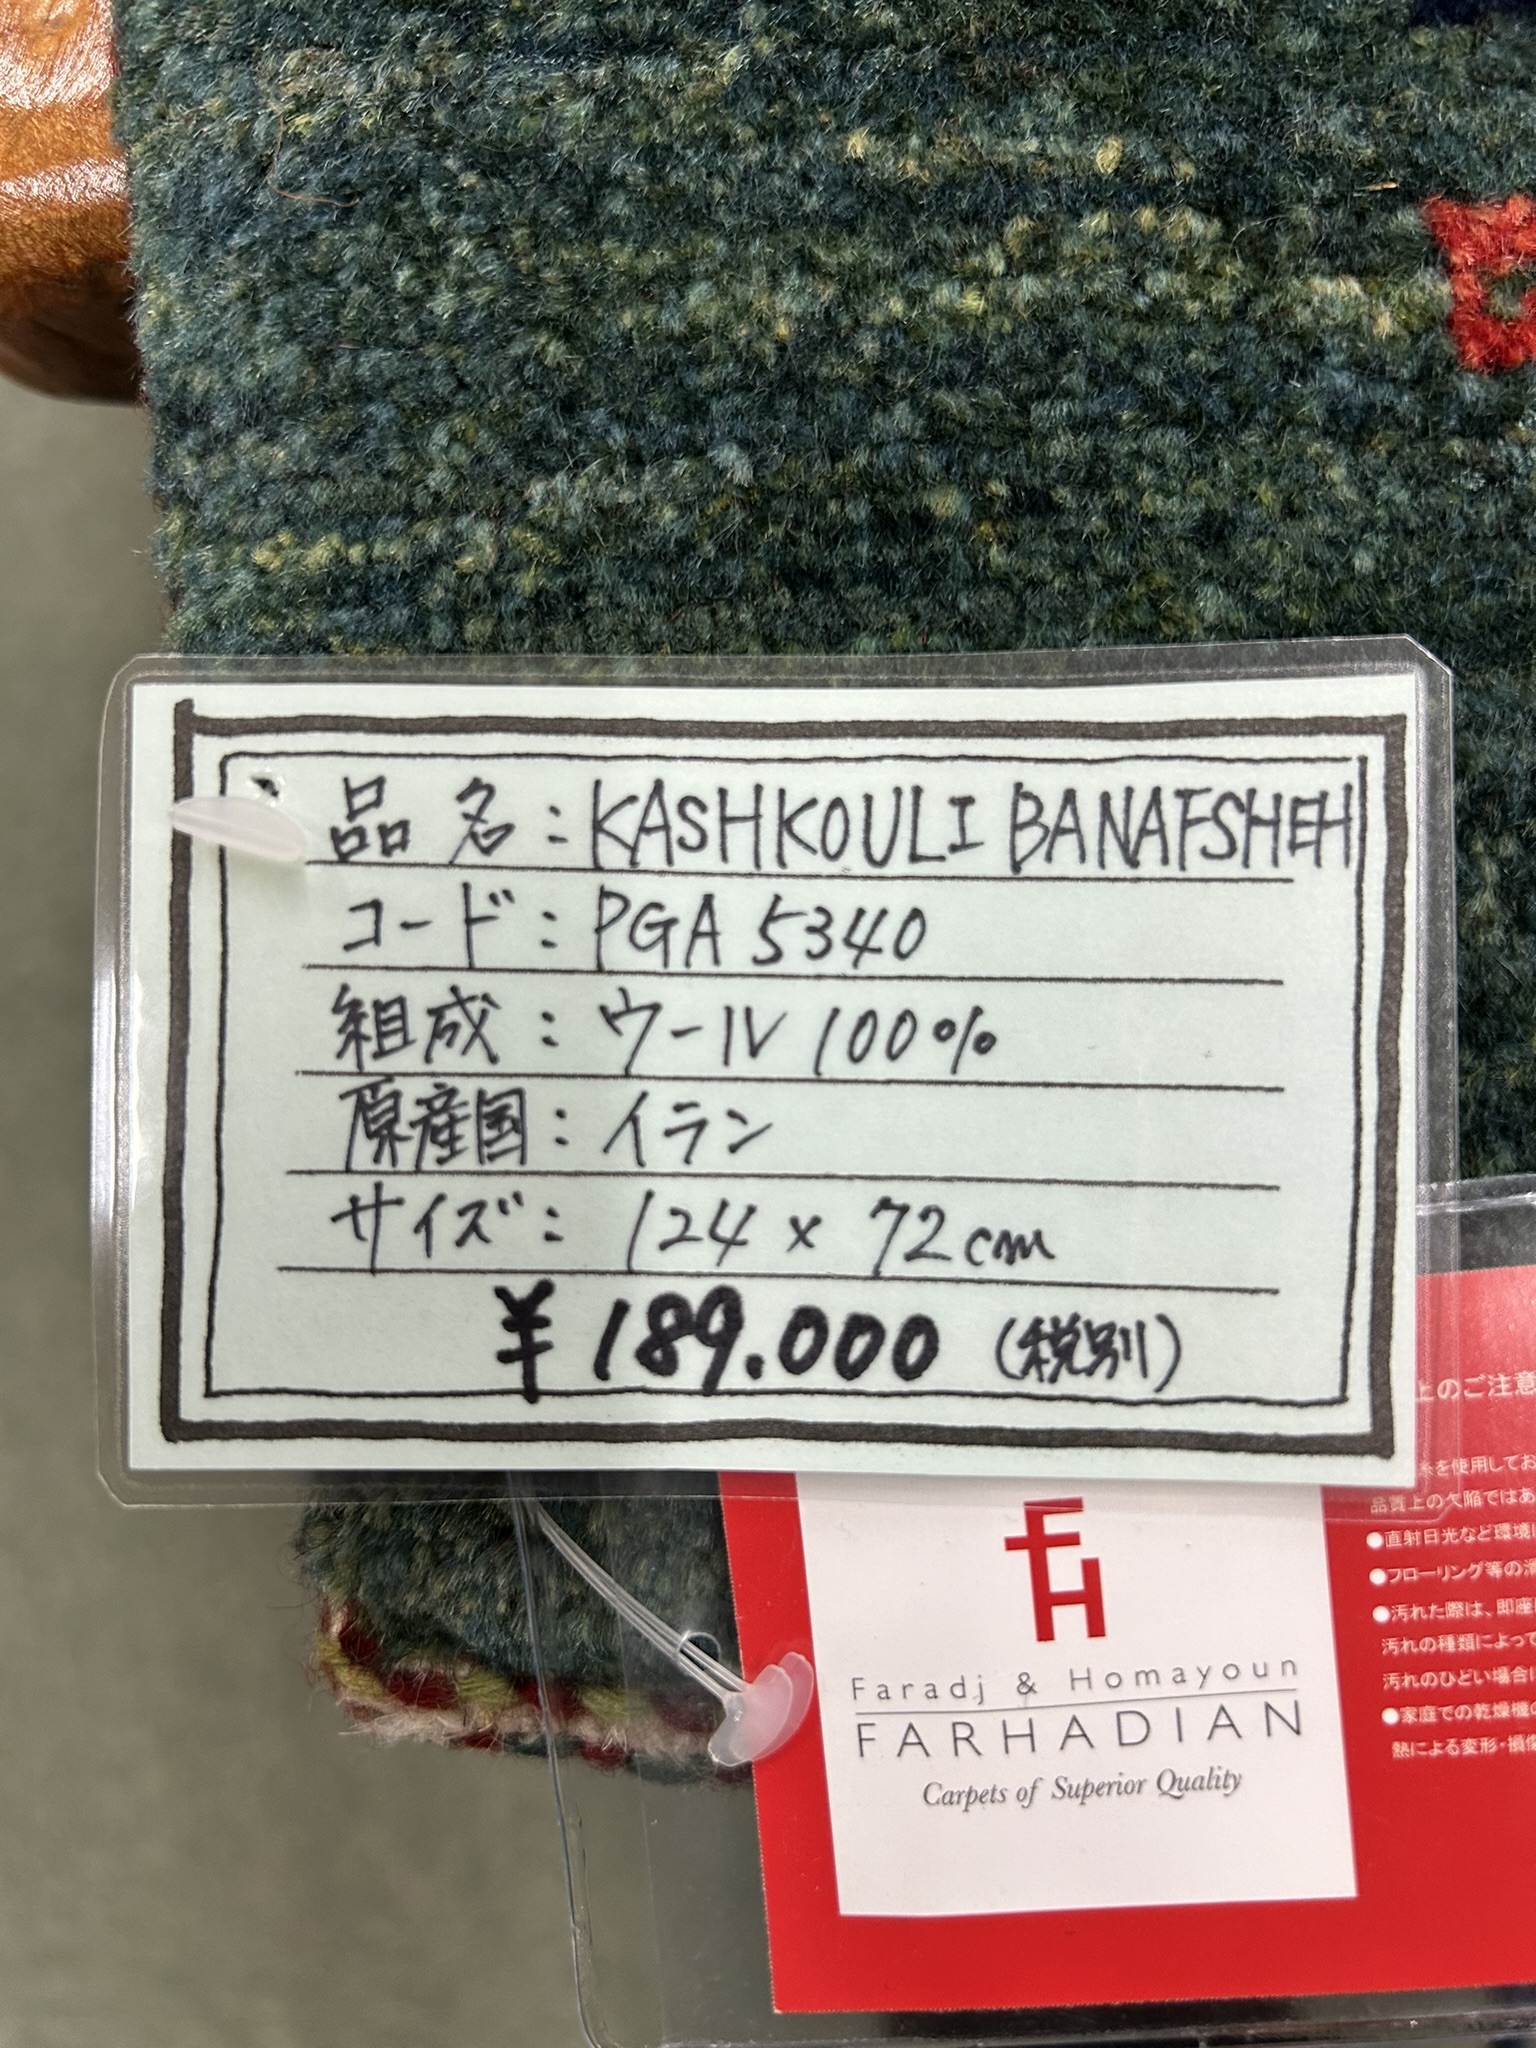 品名：KASHKOULI BANAFSHEH
コード：PGA 5340
組成：ウール 100%
原産国：イラン
サイズ：124 × 72cm
¥189.000（税別）
FH
Faradj & Homayoun
FARHADIAN
Carpets of Superior Quality
上のご注意
糸を使用してお
品質上の欠陥ではあ
●直射日光など環境
●フローリング等の
●汚れた際は、即座
汚れの種類によって
汚れのひどい場合
●家庭での乾燥機の
熱による変形・損傷